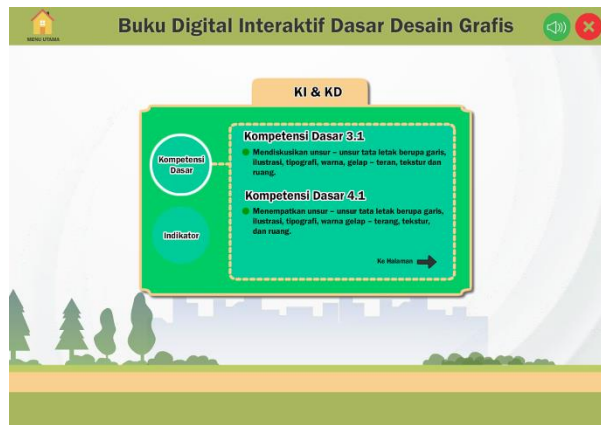 Buku Digital Interaktif Dasar Desain Grafis
MENU UTAMA
KI & KD
Kompetensi Dasar 3.1
Mendiskusikan unsur – unsur tata letak berupa garis,
ilustrasi, tipografi, warna, gelap – teran, tekstur dan
ruang.
Kompetensi
Dasar
Kompetensi Dasar 4.1
Menempatkan unsur – unsur tata letak berupa garis,
ilustrasi, tipografi, warna gelap – terang, tekstur,
dan ruang.
Indikator
Ke Halaman